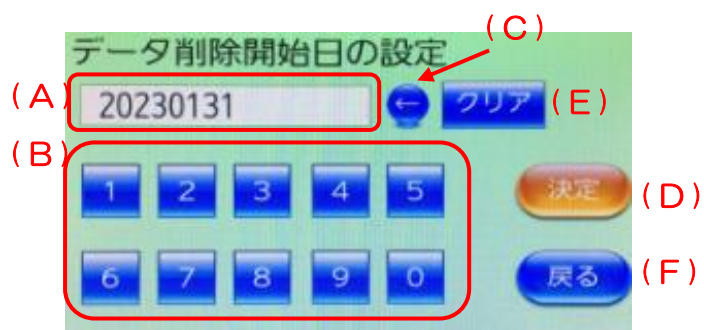 (C)
データ削除開始日の設定
(A) 20230131 ← クリア (E)
(B)
1 2 3 4 5 決定 (D)
6 7 8 9 0 戻る (F)